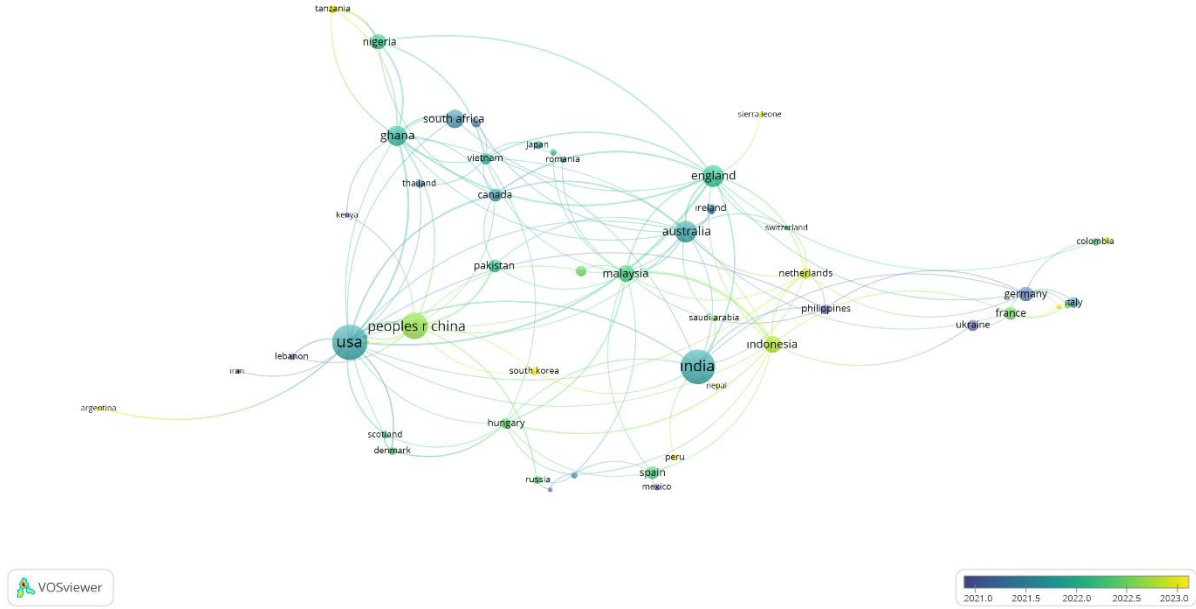 tanzania
nigeria
sierra leone
south africa
ghana
japan
vietnam
romania
england
thailand
canada
ireland
kenya
australia
switzerland
colombia
pakistan
malaysia
netherlands
germany
italy
philippines
france
saudi arabia
ukraine
peoples r china
usa
indonesia
lebanon
india
iran
south korea
nepal
argentina
hungary
scotland
denmark
peru
spain
russia
mexico
VOSviewer
2021.0 2021.5 2022.0 2022.5 2023.0